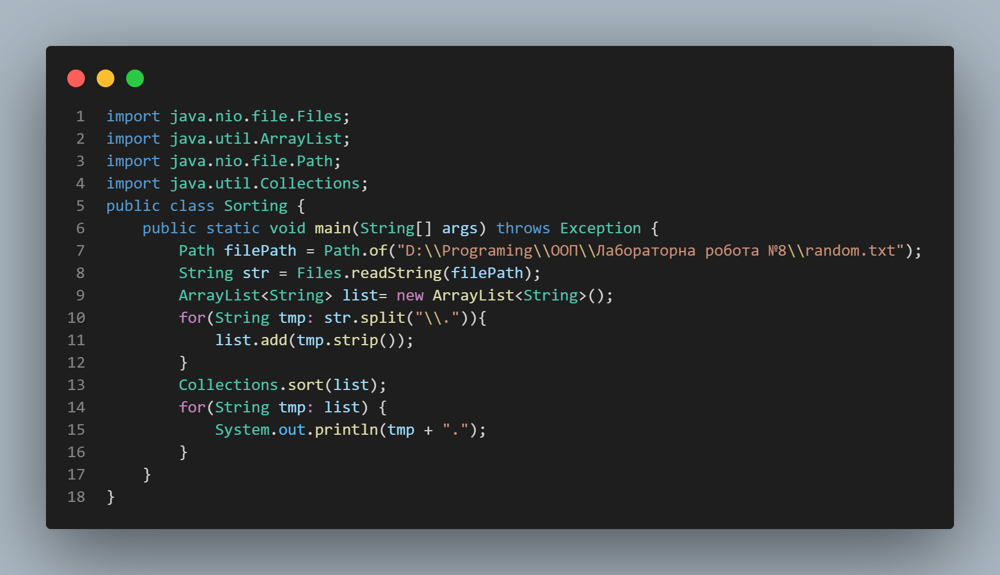 1 import java.nio.file.Files;
2 import java.util.ArrayList;
3 import java.nio.file.Path;
4 import java.util.Collections;
5 public class Sorting {
6     public static void main(String[] args) throws Exception {
7         Path filePath = Path.of("D:\\Programing\\ООП\\Лабораторна робота №8\\random.txt");
8         String str = Files.readString(filePath);
9         ArrayList<String> list= new ArrayList<String>();
10         for(String tmp: str.split("\\.")){
11             list.add(tmp.strip());
12         }
13         Collections.sort(list);
14         for(String tmp: list) {
15             System.out.println(tmp + ".");
16         }
17     }
18 }